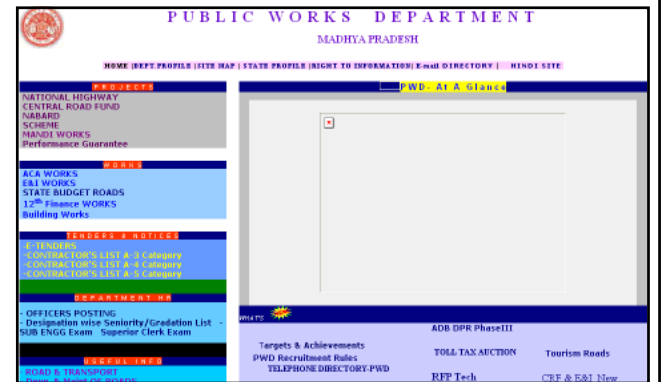 PUBLIC WORKS DEPARTMENT
MADHYA PRADESH
HOME |DEPT.PROFILE |SITE MAP | STATE PROFILE |RIGHT TO INFORMATION| E-mail DIRECTORY | HINDI SITE
PROJECTS
NATIONAL HIGHWAY
CENTRAL ROAD FUND
NABARD
SCHEME
MANDI WORKS
Performance Guarantee
WORKS
ACA WORKS
E&I WORKS
STATE BUDGET ROADS
12th Finance WORKS
Building Works
TENDERS & NOTICES
-E-TENDERS
-CONTRACTOR'S LIST A-3 Category
-CONTRACTOR'S LIST A-4 Category
-CONTRACTOR'S LIST A-5 Category
DEPARTMENT HR
- OFFICERS POSTING
- Designation wise Seniority/Gradation List -
SUB ENGG Exam Superior Clerk Exam
USEFUL INFO
- ROAD & TRANSPORT
- Deve. & Maint OF ROADS
PWD- At A Glance
WHAT'S
ADB DPR PhaseIII
Targets & Achievements
PWD Recruitment Rules
TELEPHONE DIRECTORY-PWD
TOLL TAX AUCTION
Tourism Roads
RFP Tech
CRF & E&I New